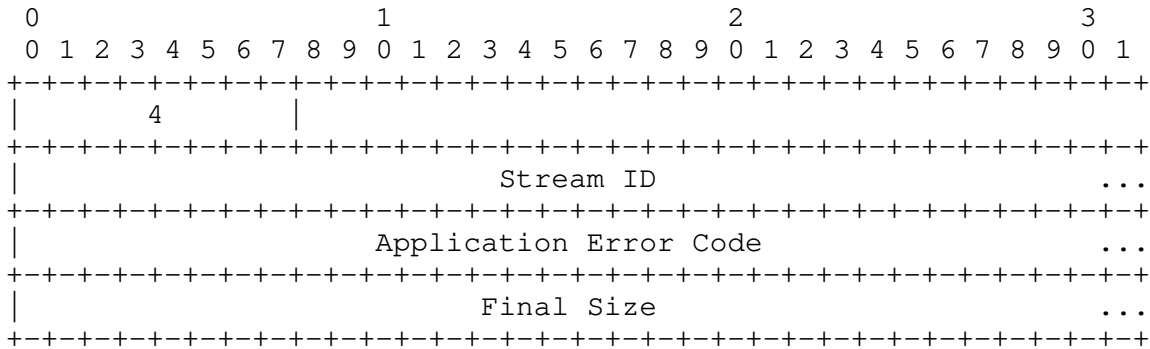 0                   1                   2                   3
 0 1 2 3 4 5 6 7 8 9 0 1 2 3 4 5 6 7 8 9 0 1 2 3 4 5 6 7 8 9 0 1
+-+-+-+-+-+-+-+-+-+-+-+-+-+-+-+-+-+-+-+-+-+-+-+-+-+-+-+-+-+-+-+-+
|       4       |
+-+-+-+-+-+-+-+-+-+-+-+-+-+-+-+-+-+-+-+-+-+-+-+-+-+-+-+-+-+-+-+-+
|                           Stream ID                         ...
+-+-+-+-+-+-+-+-+-+-+-+-+-+-+-+-+-+-+-+-+-+-+-+-+-+-+-+-+-+-+-+-+
|                    Application Error Code                   ...
+-+-+-+-+-+-+-+-+-+-+-+-+-+-+-+-+-+-+-+-+-+-+-+-+-+-+-+-+-+-+-+-+
|                          Final Size                         ...
+-+-+-+-+-+-+-+-+-+-+-+-+-+-+-+-+-+-+-+-+-+-+-+-+-+-+-+-+-+-+-+-+